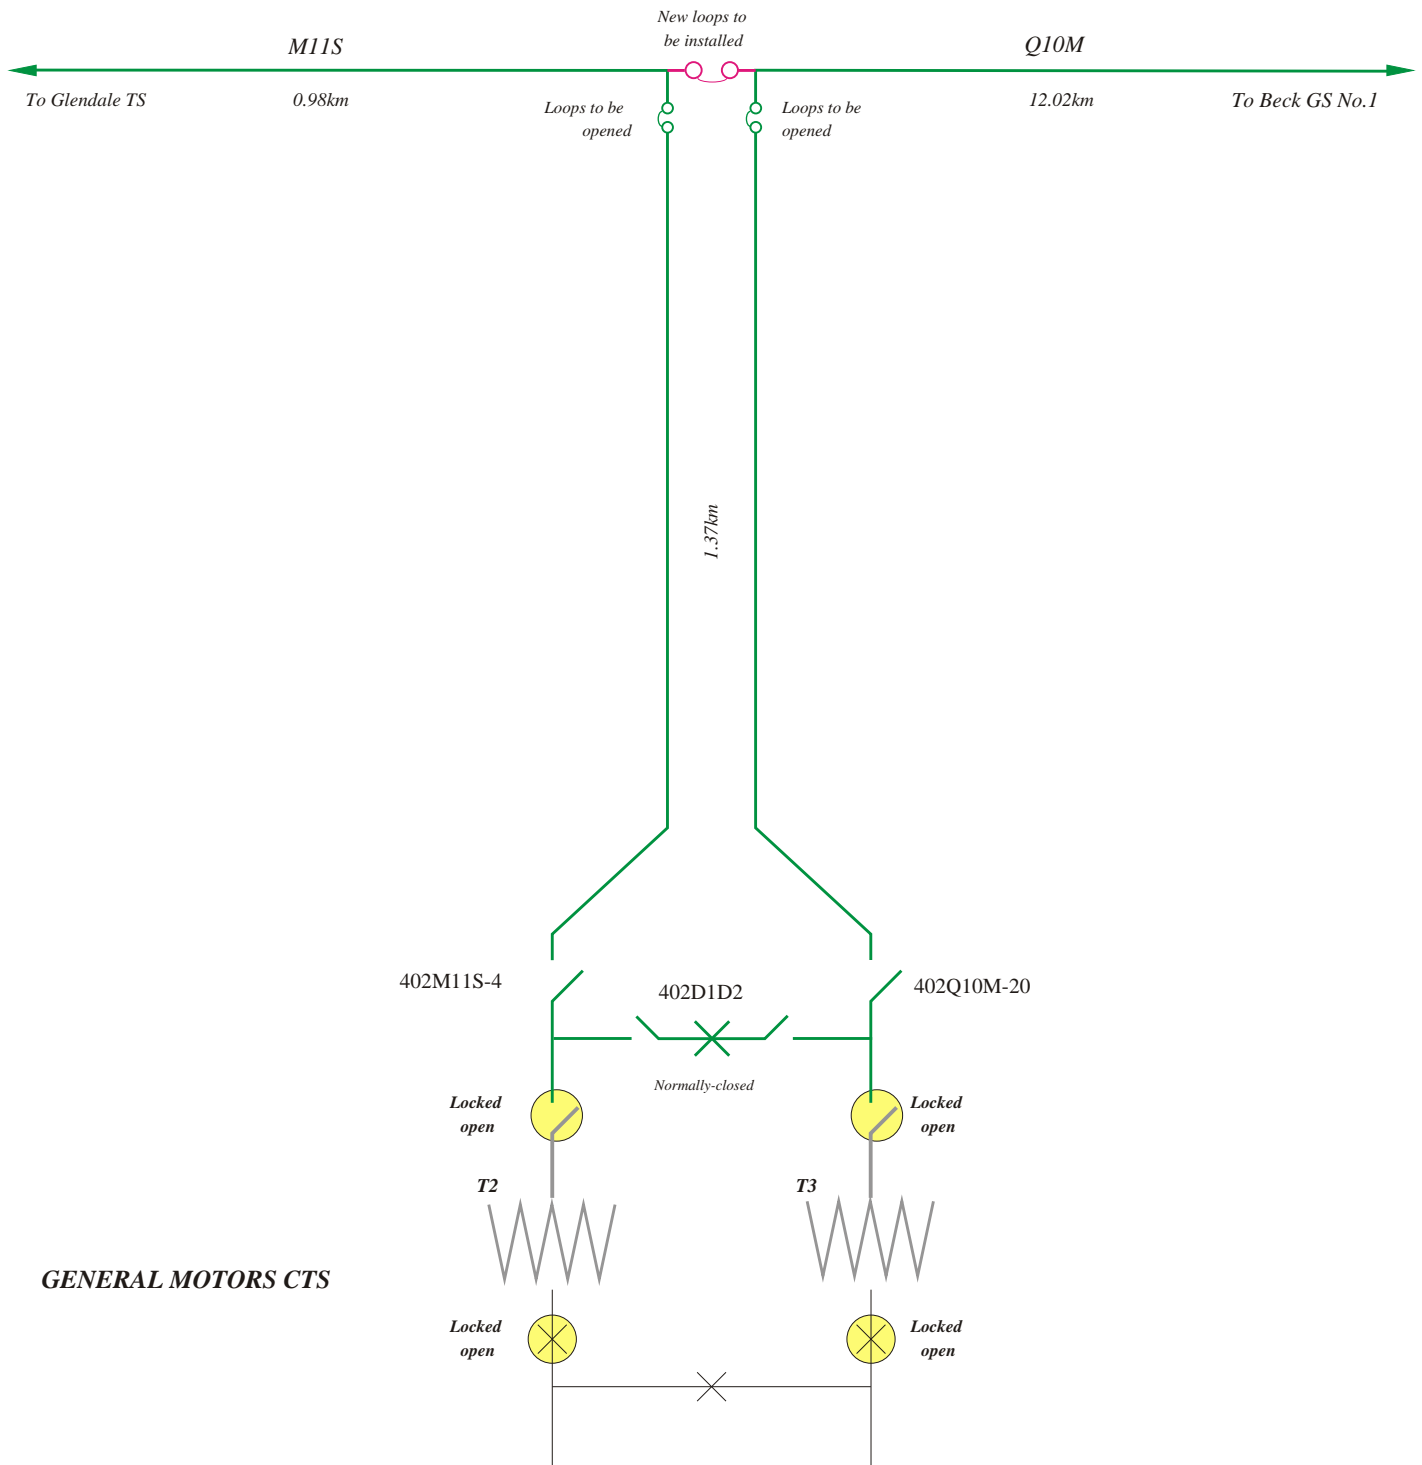 New loops to
be installed
M11S
Q10M
To Glendale TS
0.98km
12.02km
To Beck GS No.1
Loops to be
opened
Loops to be
opened
1.37km
402M11S-4
402D1D2
402Q10M-20
Normally-closed
Locked
open
Locked
open
T2
T3
GENERAL MOTORS CTS
Locked
open
Locked
open